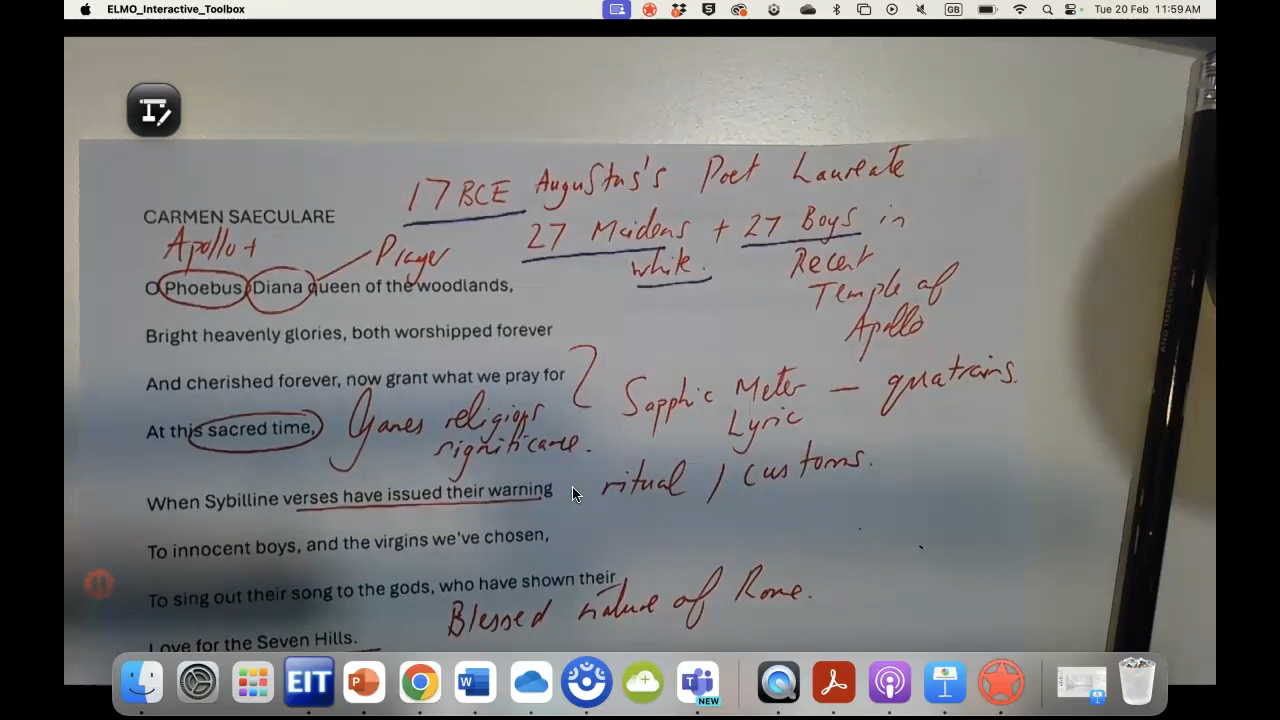 ELMO_Interactive_Toolbox
GB
Tue 20 Feb 11:59 AM
17 BCE Augustus's Poet Laureate
CARMEN SAECULARE
27 Maidens + 27 Boys in
white.
Recent
Temple of
Apollo
Apollo +
Prayer
O Phoebus, Diana queen of the woodlands,
Bright heavenly glories, both worshipped forever
And cherished forever, now grant what we pray for
Sapphic Meter — quatrains.
Lyric
At this sacred time,
Games religious
significance.
When Sybilline verses have issued their warning
ritual / customs.
To innocent boys, and the virgins we've chosen,
To sing out their song to the gods, who have shown their
Blessed nature of Rome.
Love for the Seven Hills.
EIT
NEW